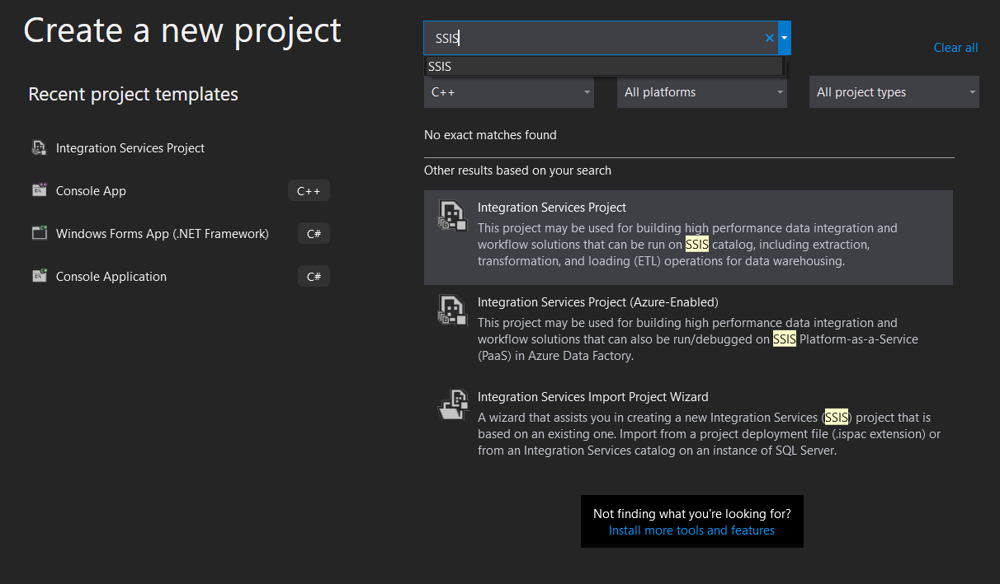 Create a new project
Recent project templates
Integration Services Project
Console App
C++
Windows Forms App (.NET Framework)
C#
Console Application
C#
SSIS
SSIS
Clear all
C++
All platforms
All project types
No exact matches found
Other results based on your search
Integration Services Project
This project may be used for building high performance data integration and
workflow solutions that can be run on SSIS catalog, including extraction,
transformation, and loading (ETL) operations for data warehousing.
Integration Services Project (Azure-Enabled)
This project may be used for building high performance data integration and
workflow solutions that can also be run/debugged on SSIS Platform-as-a-Service
(PaaS) in Azure Data Factory.
Integration Services Import Project Wizard
A wizard that assists you in creating a new Integration Services (SSIS) project that is
based on an existing one. Import from a project deployment file (.ispac extension) or
from an Integration Services catalog on an instance of SQL Server.
Not finding what you're looking for?
Install more tools and features